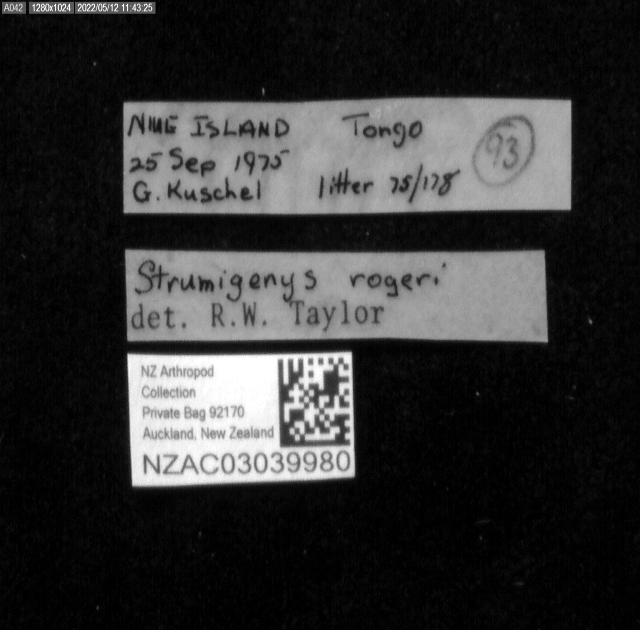 A042 1280x1024 2022/05/12 11:43:25
NIUE ISLAND Tongo 93
25 Sep 1975
G. Kuschel litter 75/178
Strumigenys rogeri
det. R.W. Taylor
NZ Arthropod
Collection
Private Bag 92170
Auckland, New Zealand
NZAC03039980